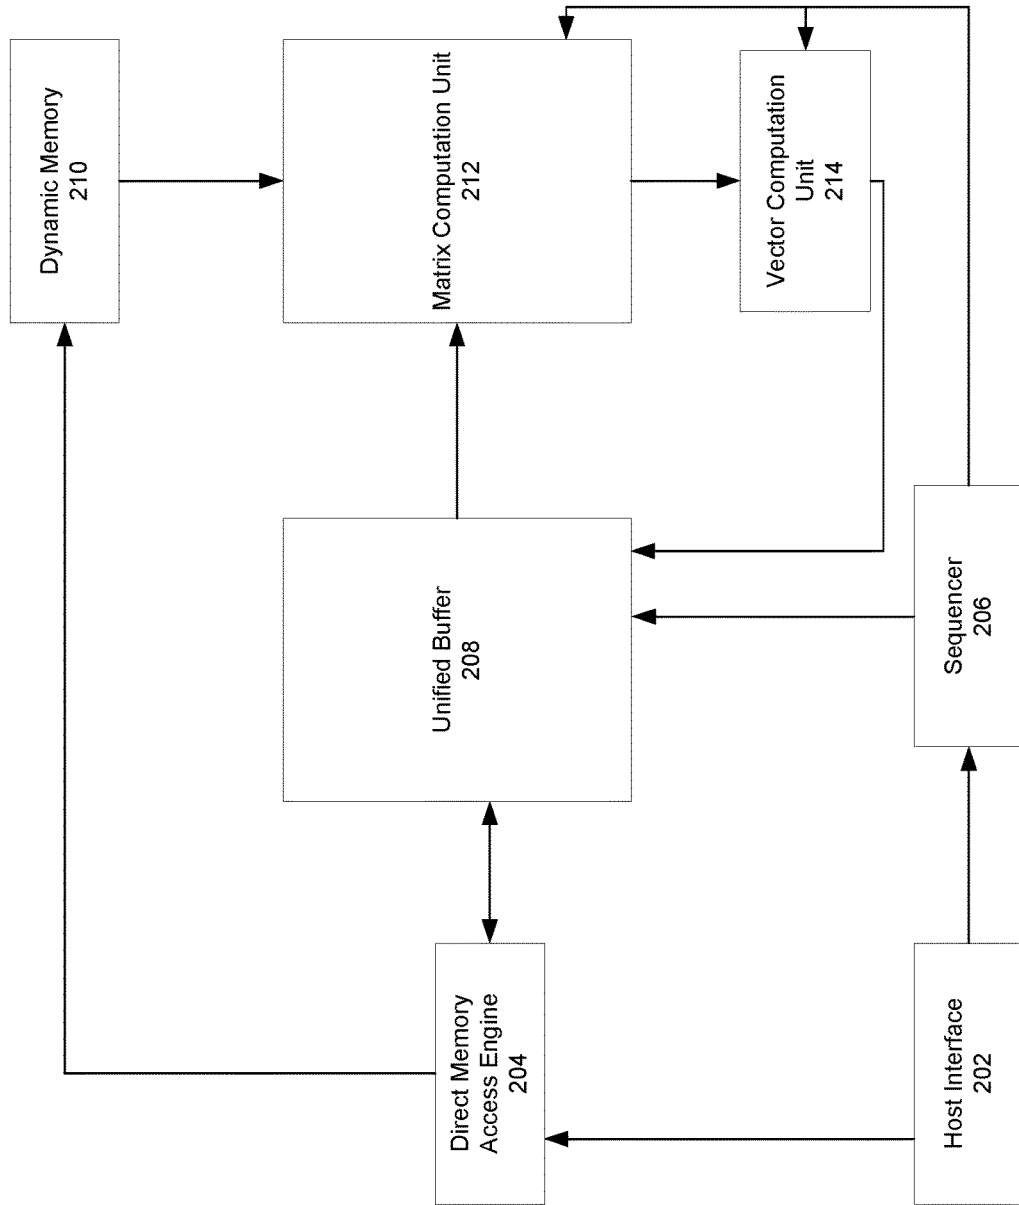 Dynamic Memory
210
Direct Memory
Access Engine
204
Unified Buffer
208
Matrix Computation Unit
212
Vector Computation
Unit
214
Host Interface
202
Sequencer
206